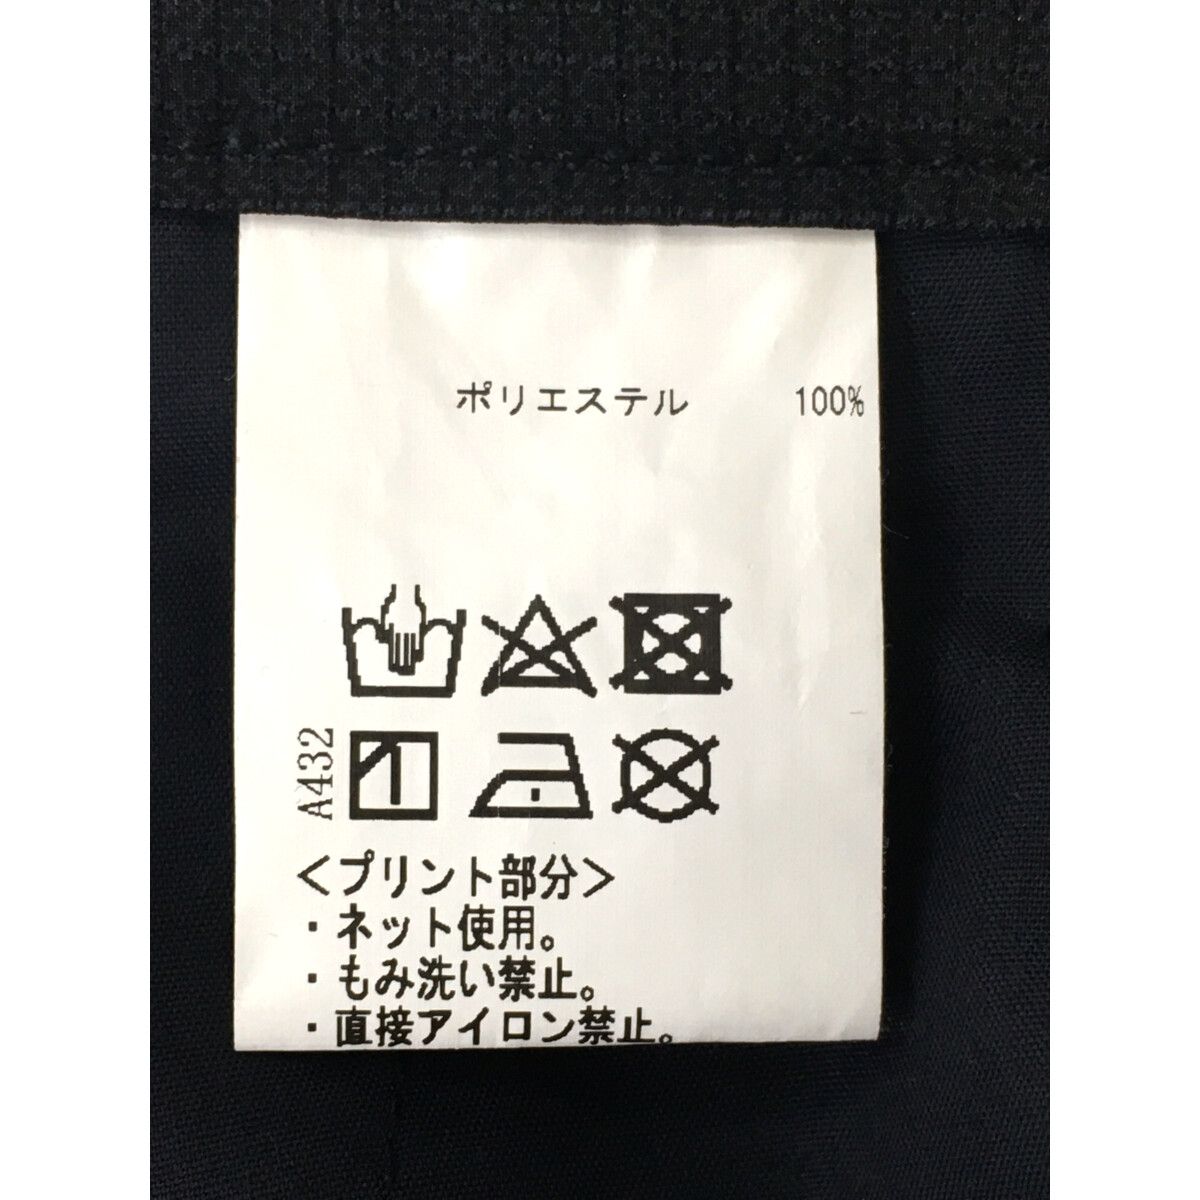 ポリエステル 100%
A432
＜プリント部分＞
・ネット使用。
・もみ洗い禁止。
・直接アイロン禁止。